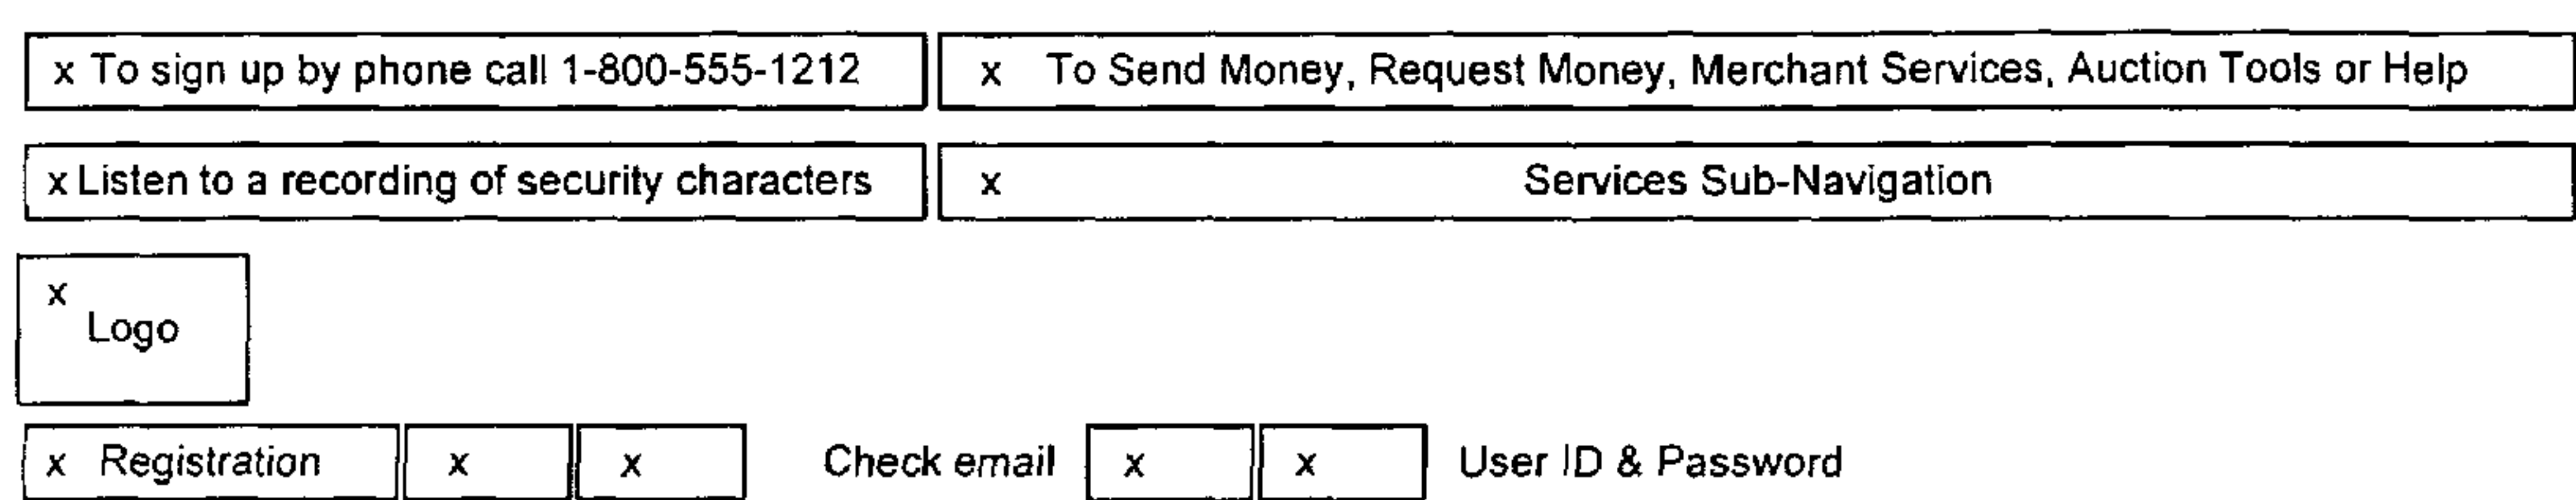 x To sign up by phone call 1-800-555-1212 x To Send Money, Request Money, Merchant Services, Auction Tools or Help
x Listen to a recording of security characters x Services Sub-Navigation
x
Logo
x Registration x x Check email x x User ID & Password